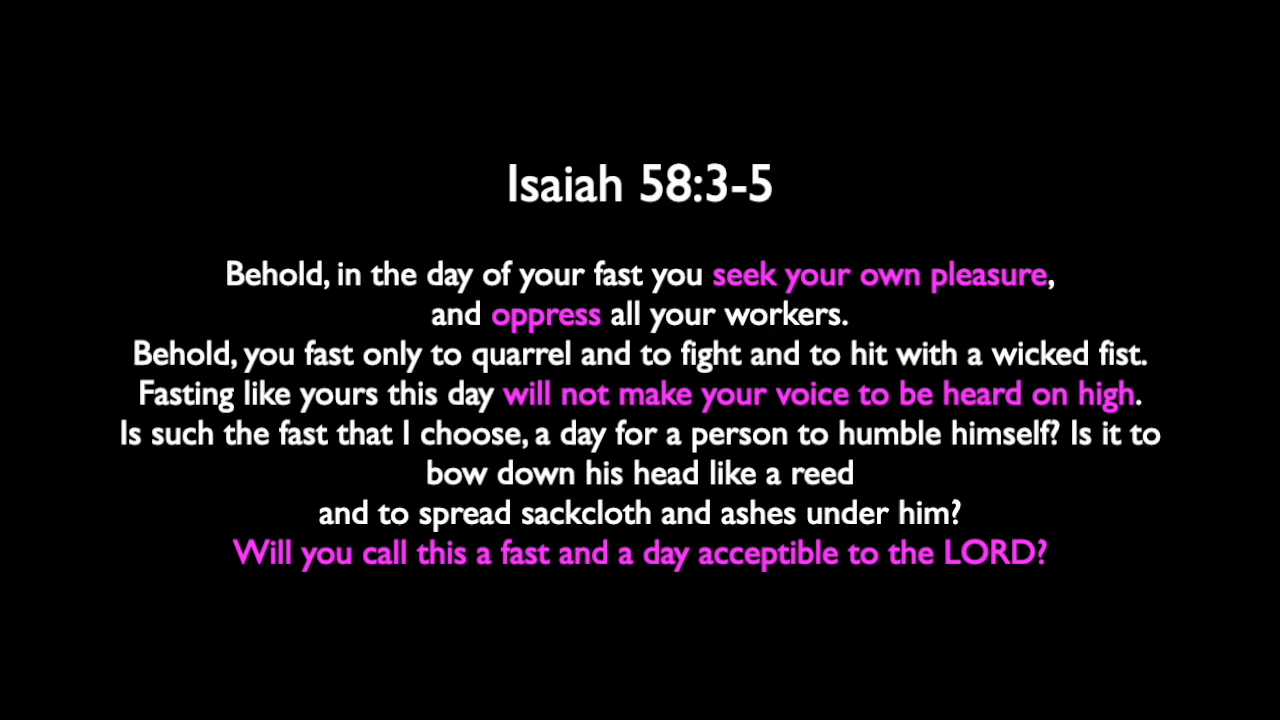 Isaiah 58:3-5
Behold, in the day of your fast you seek your own pleasure,
and oppress all your workers.
Behold, you fast only to quarrel and to fight and to hit with a wicked fist.
Fasting like yours this day will not make your voice to be heard on high.
Is such the fast that I choose, a day for a person to humble himself? Is it to
bow down his head like a reed
and to spread sackcloth and ashes under him?
Will you call this a fast and a day acceptible to the LORD?